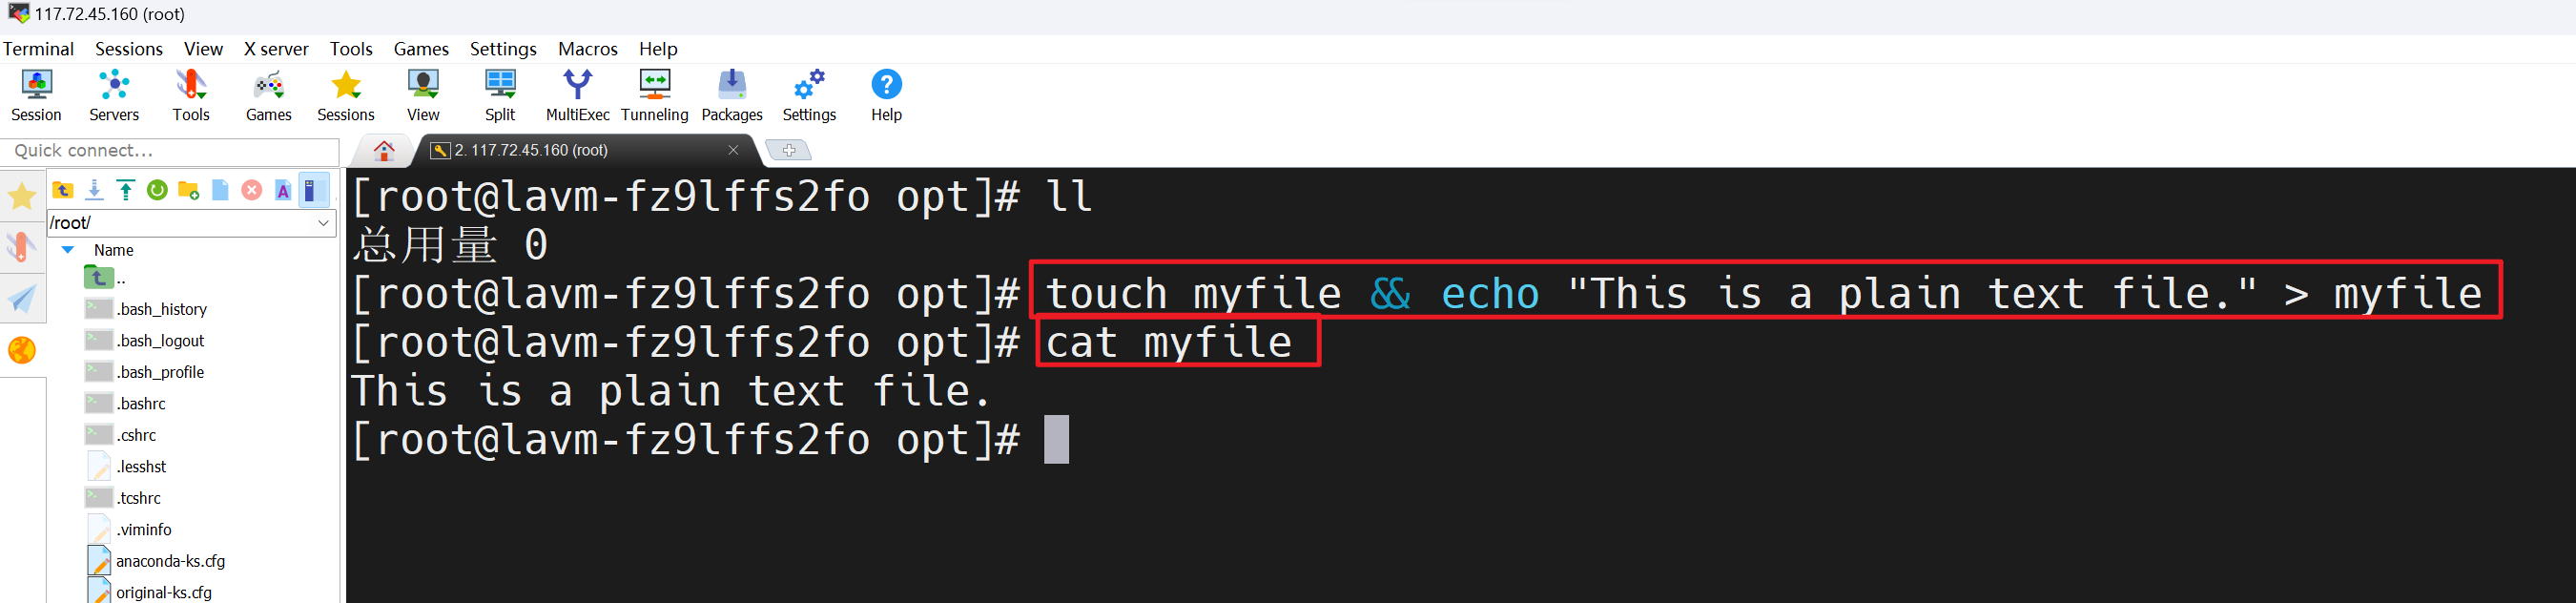 117.72.45.160 (root)
Terminal Sessions View X server Tools Games Settings Macros Help
Session Servers Tools Games Sessions View Split MultiExec Tunneling Packages Settings Help
Quick connect...
2. 117.72.45.160 (root)
/root/
Name
..
.bash_history
.bash_logout
.bash_profile
.bashrc
.cshrc
.lesshst
.tcshrc
.viminfo
anaconda-ks.cfg
original-ks.cfg
[root@lavm-fz9lffs2fo opt]# ll
总用量 0
[root@lavm-fz9lffs2fo opt]# touch myfile && echo "This is a plain text file." > myfile
[root@lavm-fz9lffs2fo opt]# cat myfile
This is a plain text file.
[root@lavm-fz9lffs2fo opt]#